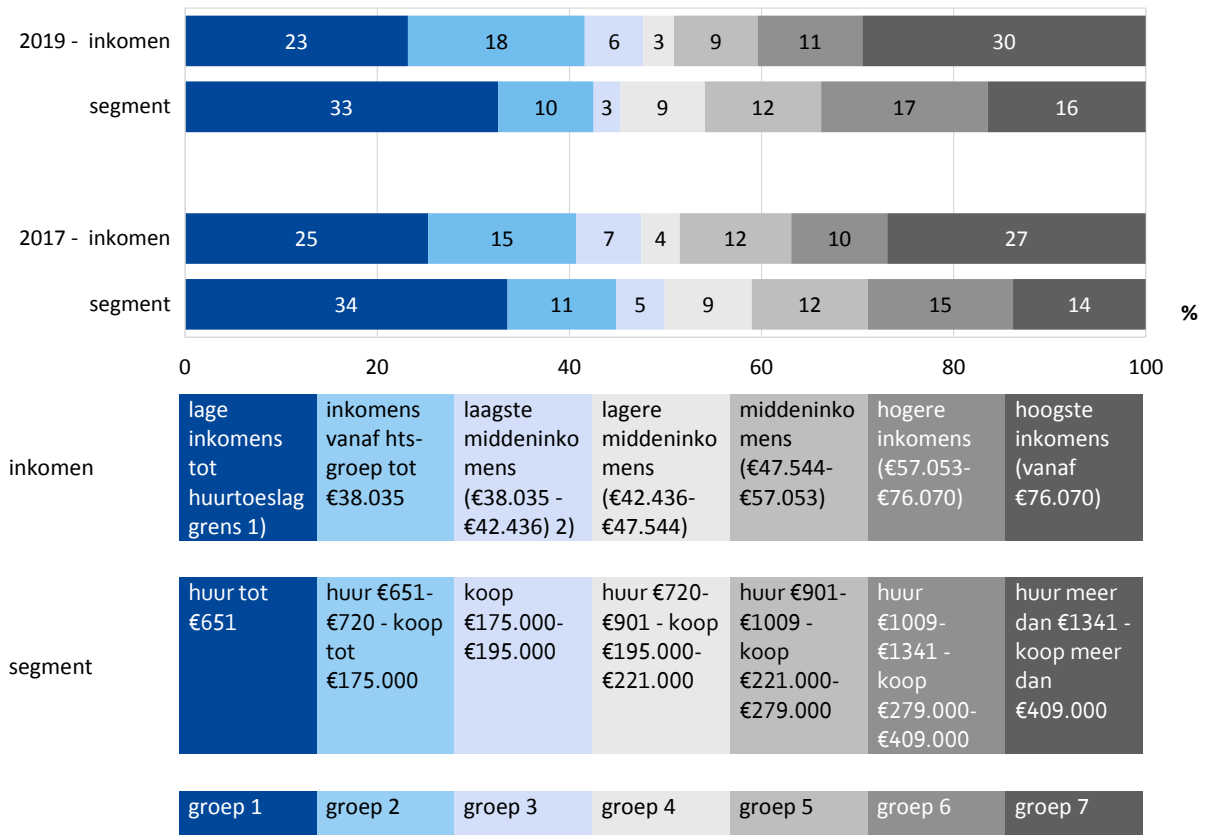 2019 - inkomen 23 18 6 3 9 11 30
segment 33 10 3 9 12 17 16
2017 - inkomen 25 15 7 4 12 10 27
segment 34 11 5 9 12 15 14
%
0 20 40 60 80 100
inkomen
lage
inkomens
tot
huurtoeslag
grens 1)
inkomens
vanaf hts-
groep tot
€38.035
laagste
middeninko
mens
(€38.035 -
€42.436) 2)
lagere
middeninko
mens
(€42.436-
€47.544)
middeninko
mens
(€47.544-
€57.053)
hogere
inkomens
(€57.053-
€76.070)
hoogste
inkomens
(vanaf
€76.070)
segment
huur tot
€651
huur €651-
€720 - koop
tot
€175.000
koop
€175.000-
€195.000
huur €720-
€901 - koop
€195.000-
€221.000
huur €901-
€1009 -
koop
€221.000-
€279.000
huur
€1009-
€1341 -
koop
€279.000-
€409.000
huur meer
dan €1341 -
koop meer
dan
€409.000
groep 1 groep 2 groep 3 groep 4 groep 5 groep 6 groep 7